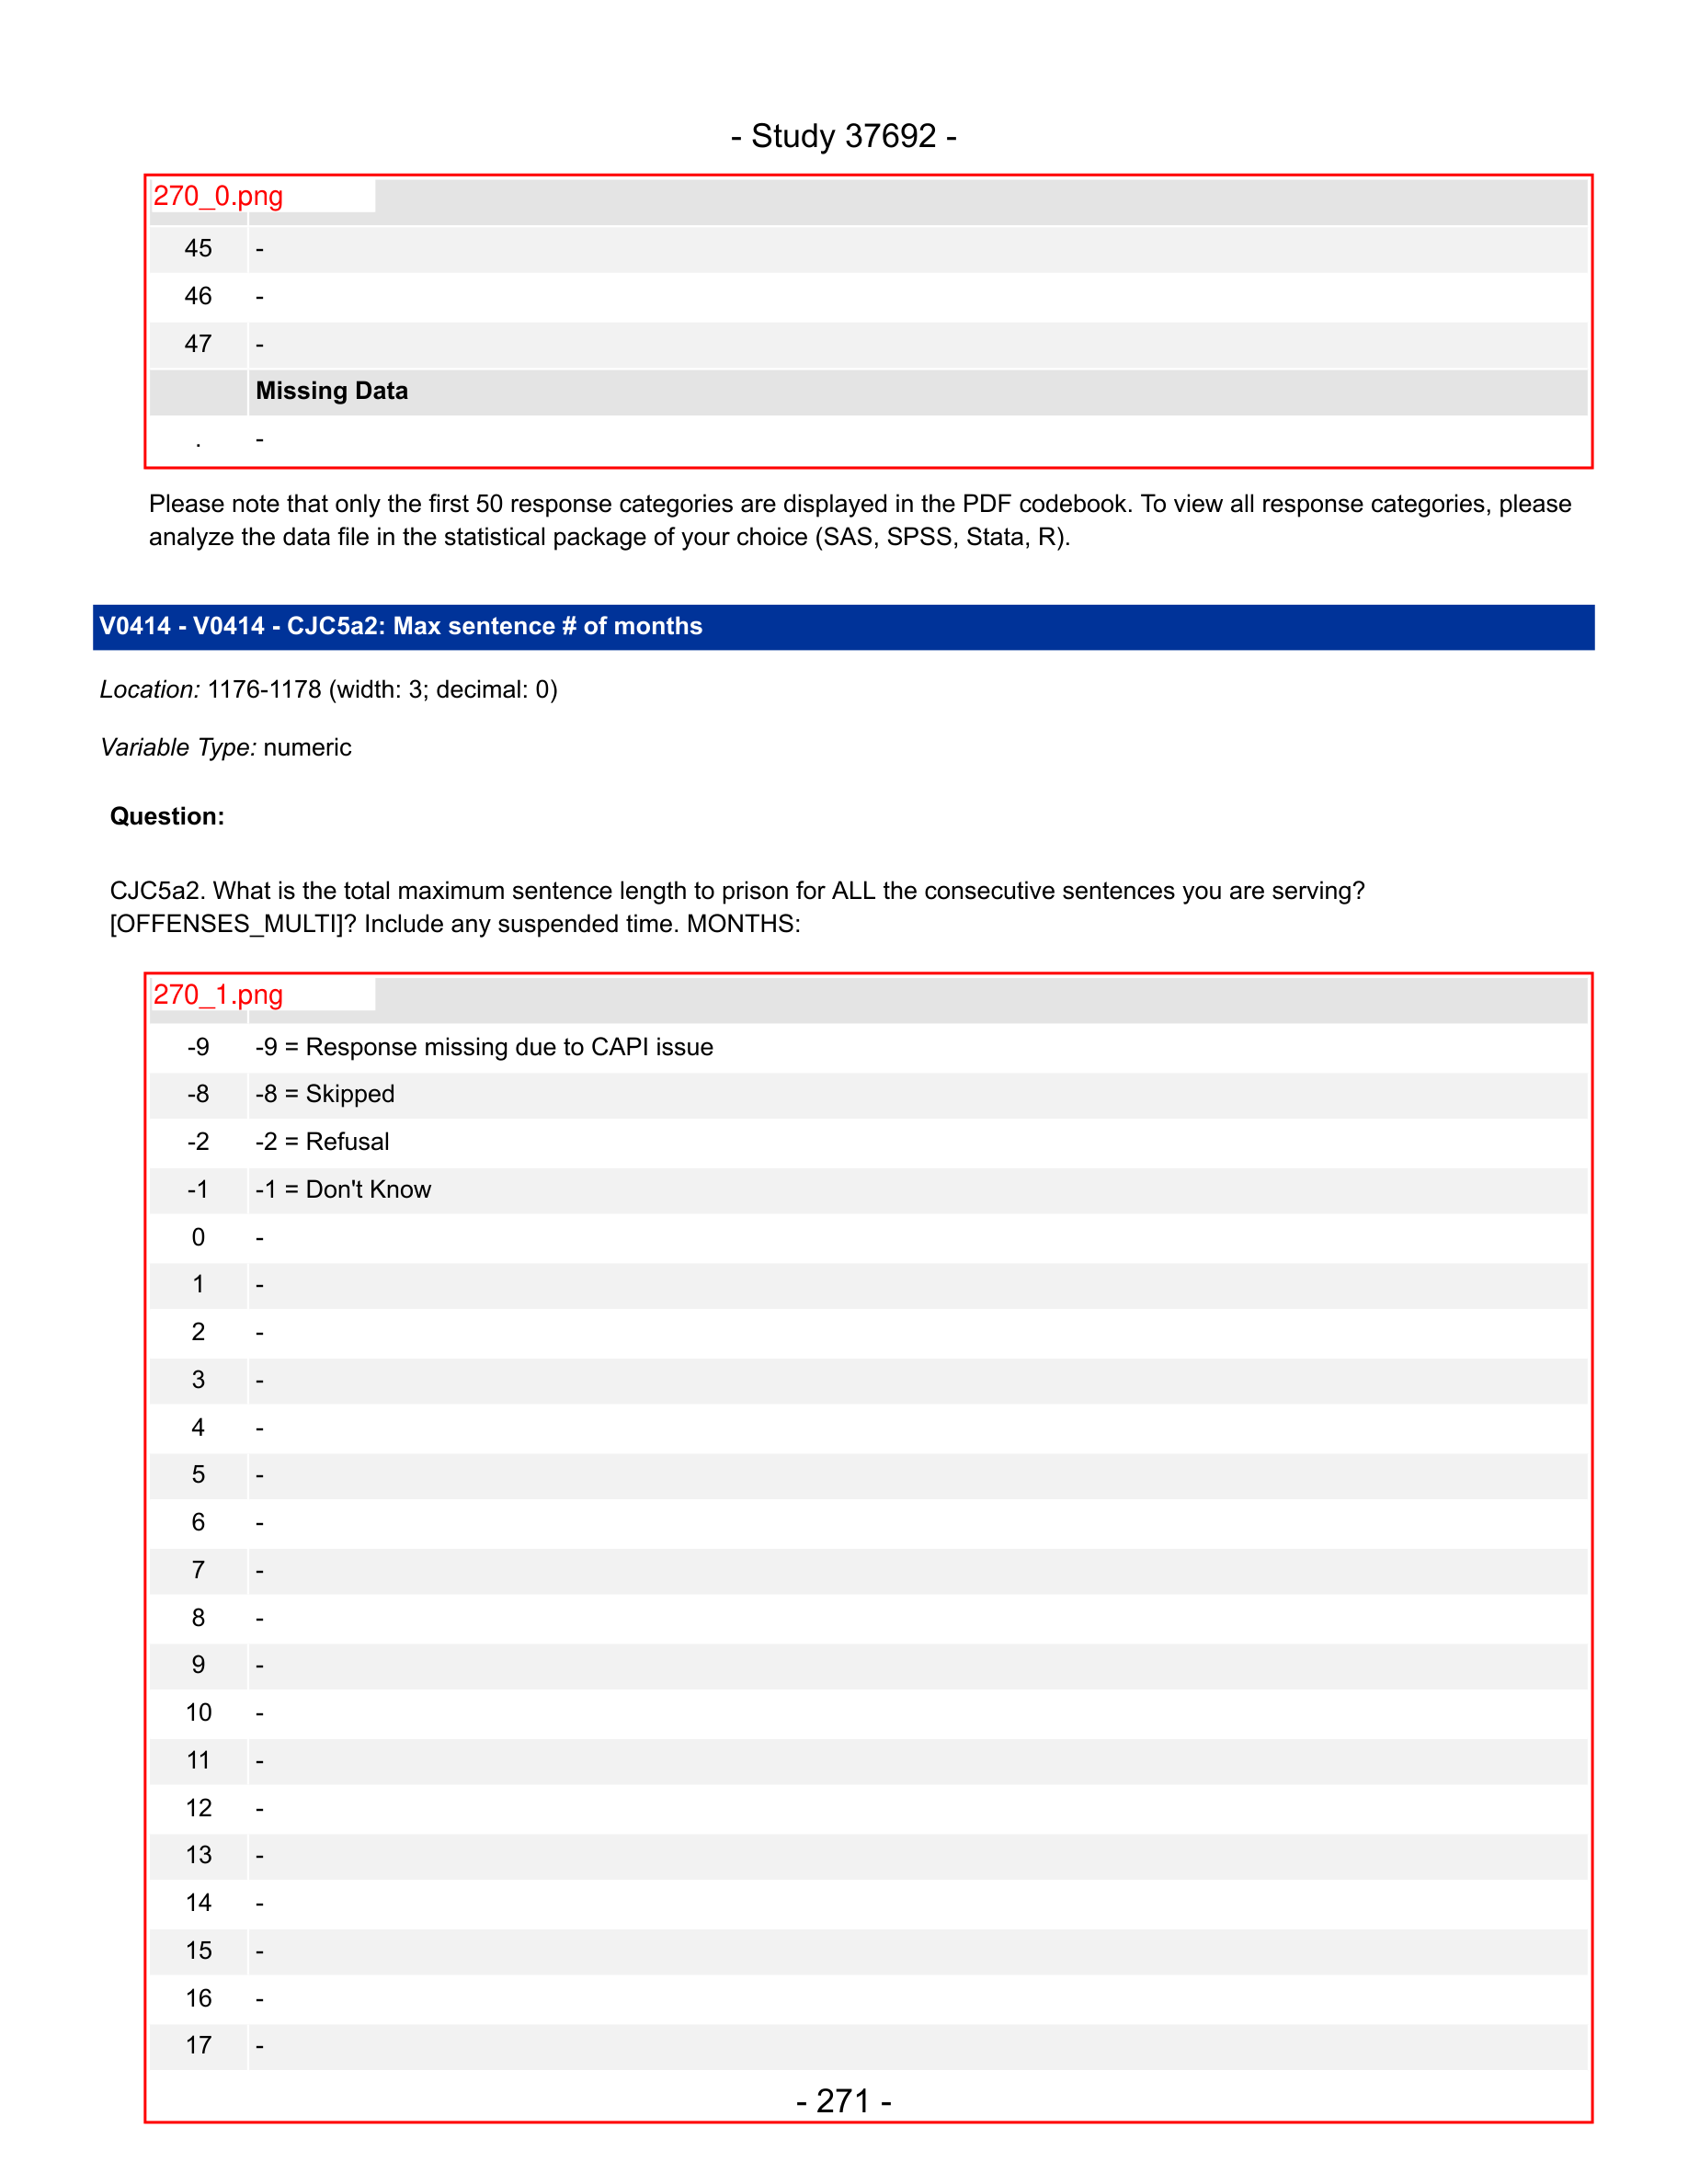 - Study 37692 -
270_0.png
45 -
46 -
47 -
Missing Data
. -
Please note that only the first 50 response categories are displayed in the PDF codebook. To view all response categories, please
analyze the data file in the statistical package of your choice (SAS, SPSS, Stata, R).
V0414 - V0414 - CJC5a2: Max sentence # of months
Location: 1176-1178 (width: 3; decimal: 0)
Variable Type: numeric
Question:
CJC5a2. What is the total maximum sentence length to prison for ALL the consecutive sentences you are serving?
[OFFENSES_MULTI]? Include any suspended time. MONTHS:
270_1.png
-9 -9 = Response missing due to CAPI issue
-8 -8 = Skipped
-2 -2 = Refusal
-1 -1 = Don't Know
0 -
1 -
2 -
3 -
4 -
5 -
6 -
7 -
8 -
9 -
10 -
11 -
12 -
13 -
14 -
15 -
16 -
17 -
- 271 -